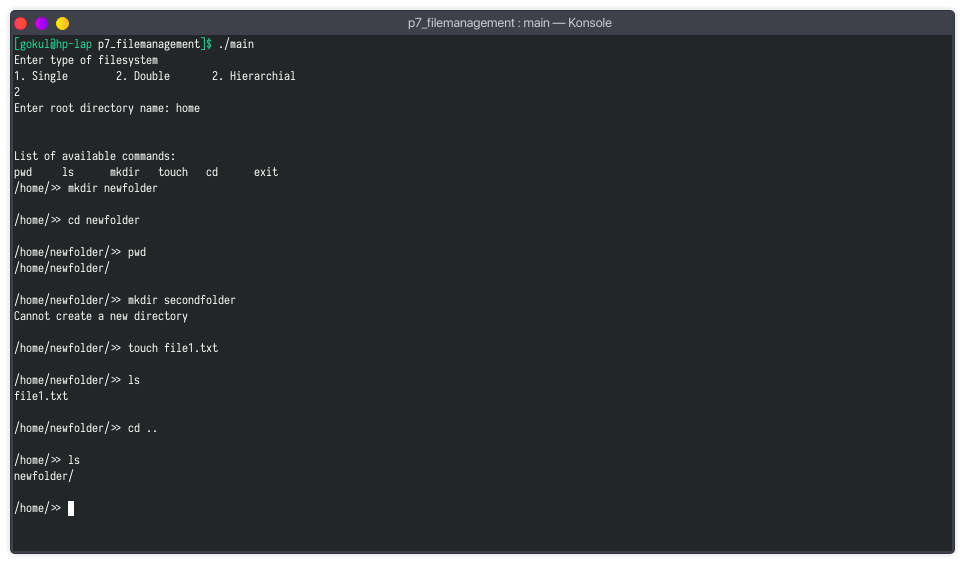 p7_filemanagement : main — Konsole
[gokul@hp-lap p7_filemanagement]$ ./main
Enter type of filesystem
1. Single        2. Double       2. Hierarchial
2
Enter root directory name: home
List of available commands:
pwd     ls      mkdir   touch   cd      exit
/home/>> mkdir newfolder
/home/>> cd newfolder
/home/newfolder/>> pwd
/home/newfolder/
/home/newfolder/>> mkdir secondfolder
Cannot create a new directory
/home/newfolder/>> touch file1.txt
/home/newfolder/>> ls
file1.txt
/home/newfolder/>> cd ..
/home/>> ls
newfolder/
/home/>>